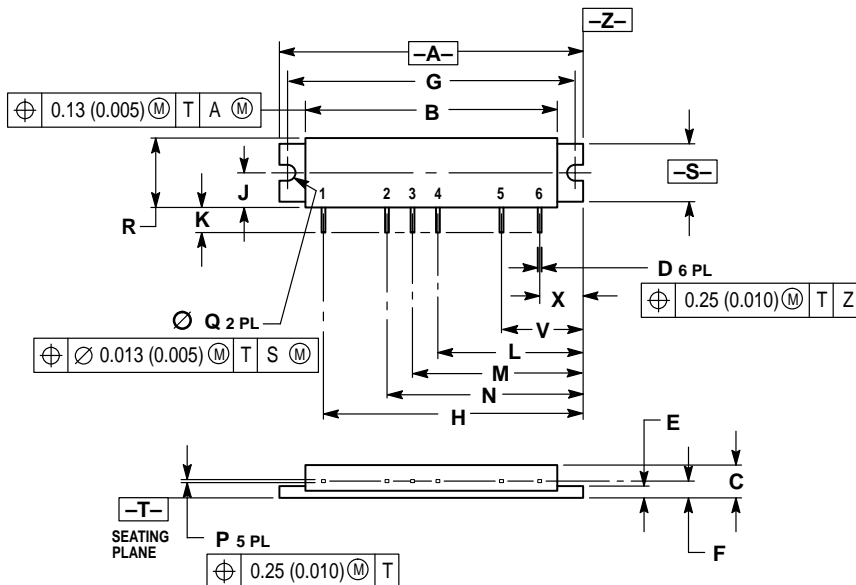 –Z–
–A–
G
⌖ 0.13 (0.005) Ⓜ T A Ⓜ
B
–S–
J
K
R
1 2 3 4 5 6
D 6 PL
X
⌖ 0.25 (0.010) Ⓜ T Z
∅ Q 2 PL
V
⌖ ∅ 0.013 (0.005) Ⓜ T S Ⓜ
L
M
N
H
E
C
–T–
SEATING
PLANE
P 5 PL
F
⌖ 0.25 (0.010) Ⓜ T